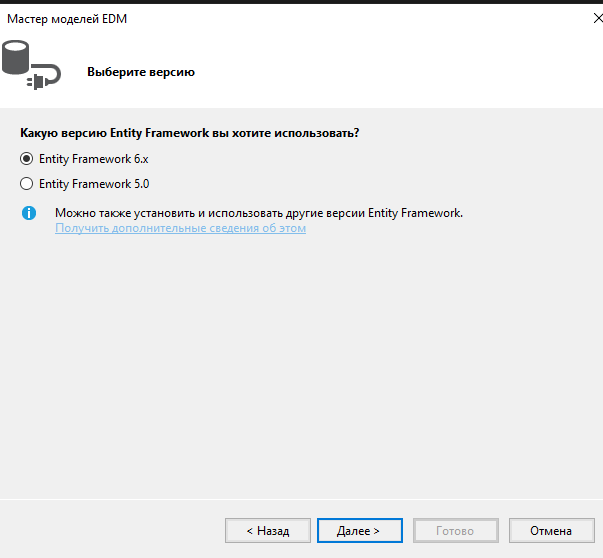 Мастер моделей EDM
Выберите версию
Какую версию Entity Framework вы хотите использовать?
Entity Framework 6.x
Entity Framework 5.0
Можно также установить и использовать другие версии Entity Framework.
Получить дополнительные сведения об этом
< Назад
Далее >
Готово
Отмена